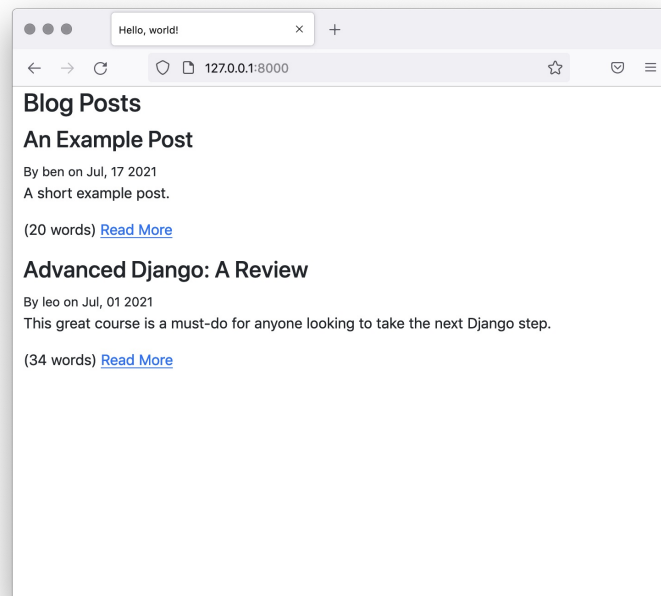 Hello, world!
127.0.0.1:8000
Blog Posts
An Example Post
By ben on Jul, 17 2021
A short example post.
(20 words) Read More
Advanced Django: A Review
By leo on Jul, 01 2021
This great course is a must-do for anyone looking to take the next Django step.
(34 words) Read More